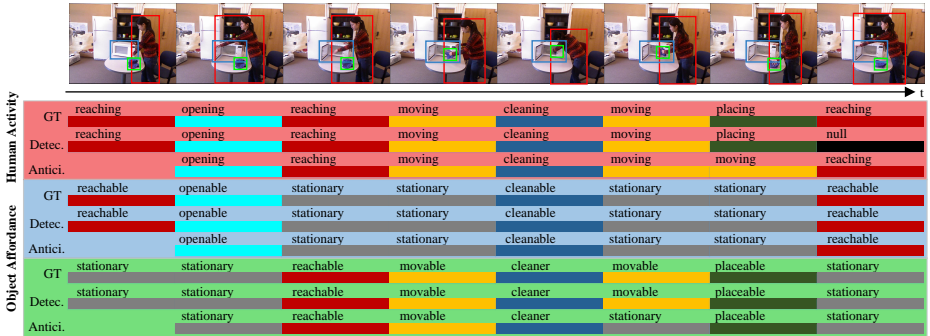 t
Human Activity
reaching opening reaching moving cleaning moving placing reaching
GT
reaching opening reaching moving cleaning moving placing null
Detec.
opening reaching moving cleaning moving moving reaching
Antici.
Object Affordance
reachable openable stationary stationary cleanable stationary stationary reachable
GT
reachable openable stationary stationary cleanable stationary stationary reachable
Detec.
openable stationary stationary cleanable stationary stationary reachable
Antici.
stationary stationary reachable movable cleaner movable placeable stationary
GT
stationary stationary reachable movable cleaner movable placeable stationary
Detec.
stationary reachable movable cleaner stationary placeable stationary
Antici.